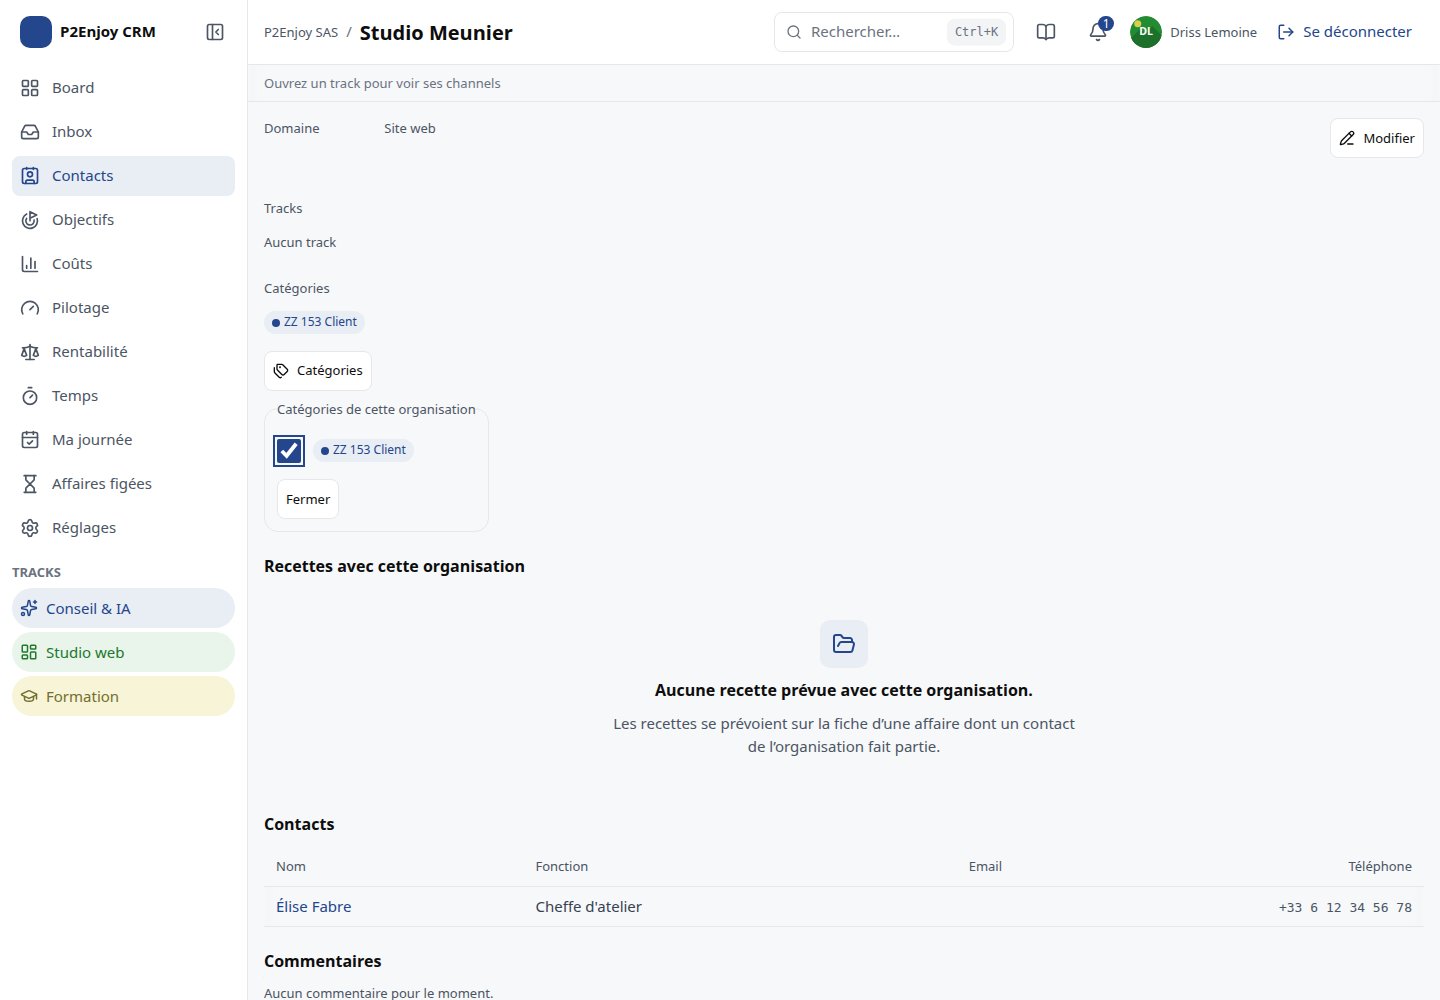 P2Enjoy CRM
Board
Inbox
Contacts
Objectifs
Coûts
Pilotage
Rentabilité
Temps
Ma journée
Affaires figées
Réglages
TRACKS
Conseil & IA
Studio web
Formation
P2Enjoy SAS / Studio Meunier
Rechercher... Ctrl+K
1
DL
Driss Lemoine
Se déconnecter
Ouvrez un track pour voir ses channels
Domaine Site web
Modifier
Tracks
Aucun track
Catégories
ZZ 153 Client
Catégories
Catégories de cette organisation
ZZ 153 Client
Fermer
Recettes avec cette organisation
Aucune recette prévue avec cette organisation.
Les recettes se prévoient sur la fiche d’une affaire dont un contact
de l’organisation fait partie.
Contacts
Nom Fonction Email Téléphone
Élise Fabre Cheffe d'atelier +33 6 12 34 56 78
Commentaires
Aucun commentaire pour le moment.